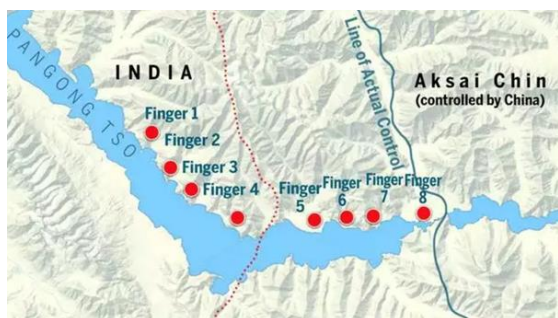 PANGONG TSO
INDIA
Finger 1
Finger 2
Finger 3
Finger 4
Finger
5
Finger
6
Finger
7
Finger
8
Line of Actual Control
Aksai Chin
(controlled by China)